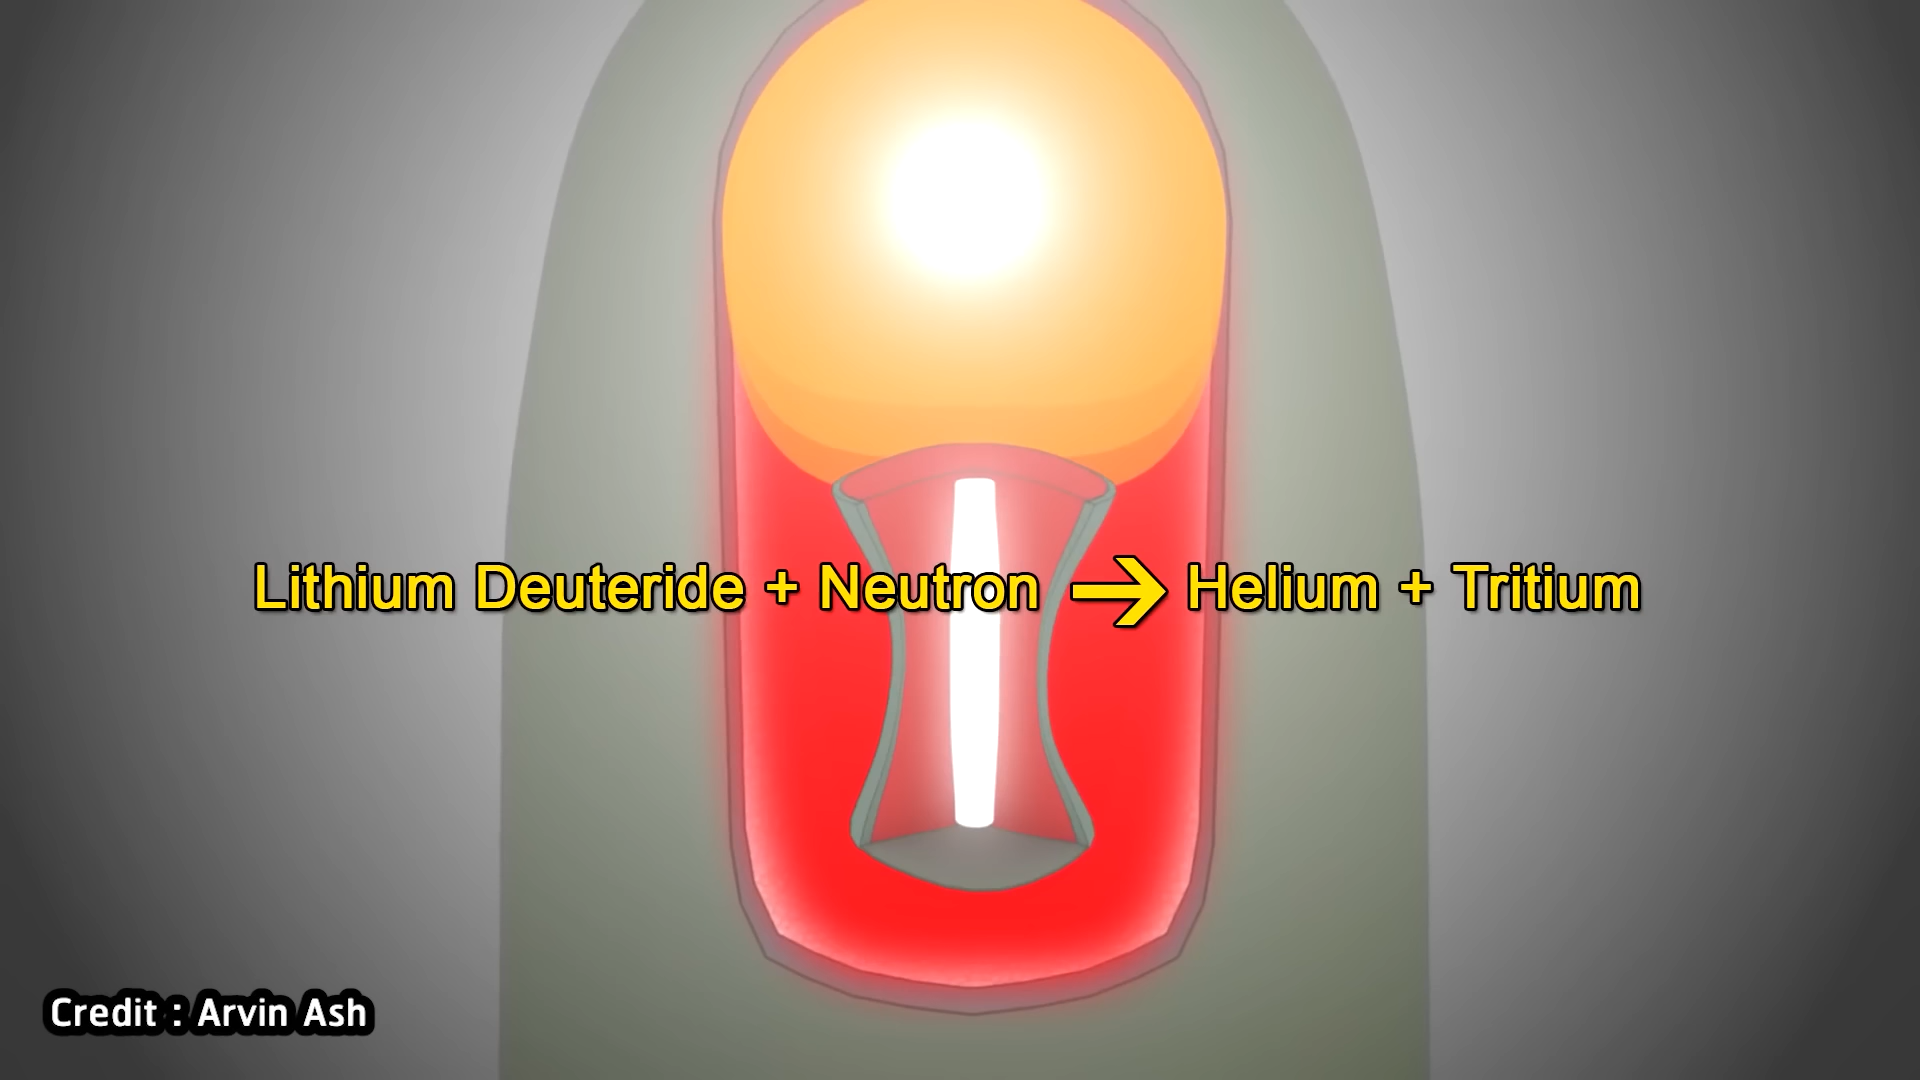 Lithium Deuteride + Neutron → Helium + Tritium
Credit : Arvin Ash